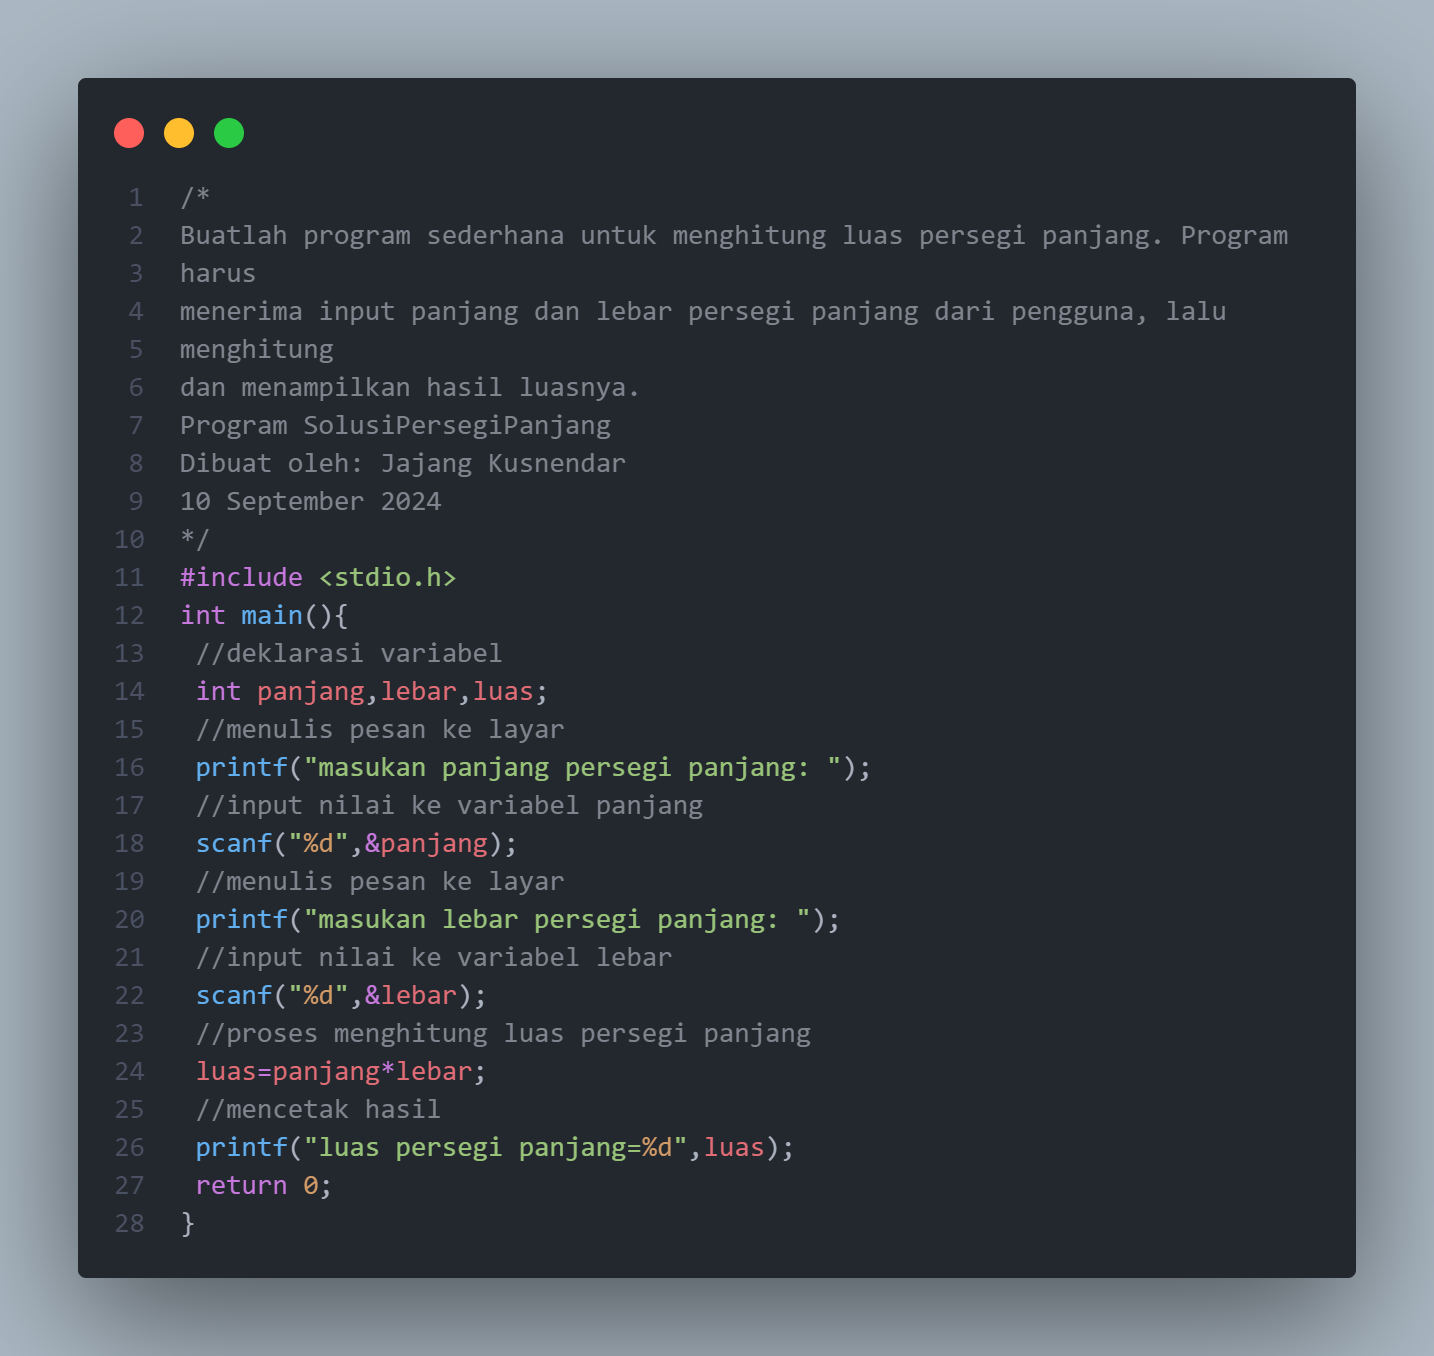 1 /*
2 Buatlah program sederhana untuk menghitung luas persegi panjang. Program
3 harus
4 menerima input panjang dan lebar persegi panjang dari pengguna, lalu
5 menghitung
6 dan menampilkan hasil luasnya.
7 Program SolusiPersegiPanjang
8 Dibuat oleh: Jajang Kusnendar
9 10 September 2024
10 */
11 #include <stdio.h>
12 int main(){
13  //deklarasi variabel
14  int panjang,lebar,luas;
15  //menulis pesan ke layar
16  printf("masukan panjang persegi panjang: ");
17  //input nilai ke variabel panjang
18  scanf("%d",&panjang);
19  //menulis pesan ke layar
20  printf("masukan lebar persegi panjang: ");
21  //input nilai ke variabel lebar
22  scanf("%d",&lebar);
23  //proses menghitung luas persegi panjang
24  luas=panjang*lebar;
25  //mencetak hasil
26  printf("luas persegi panjang=%d",luas);
27  return 0;
28 }